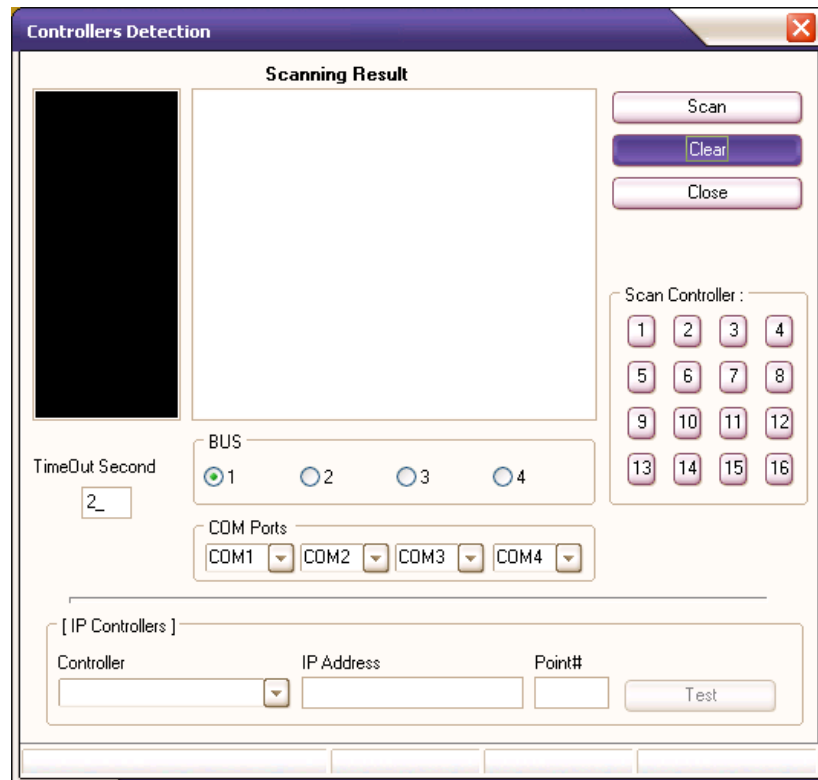 Controllers Detection
Scanning Result
Scan
Clear
Close
Scan Controller :
1 2 3 4
5 6 7 8
9 10 11 12
13 14 15 16
BUS
1 2 3 4
TimeOut Second
2_
COM Ports
COM1 COM2 COM3 COM4
[ IP Controllers ]
Controller IP Address Point#
Test